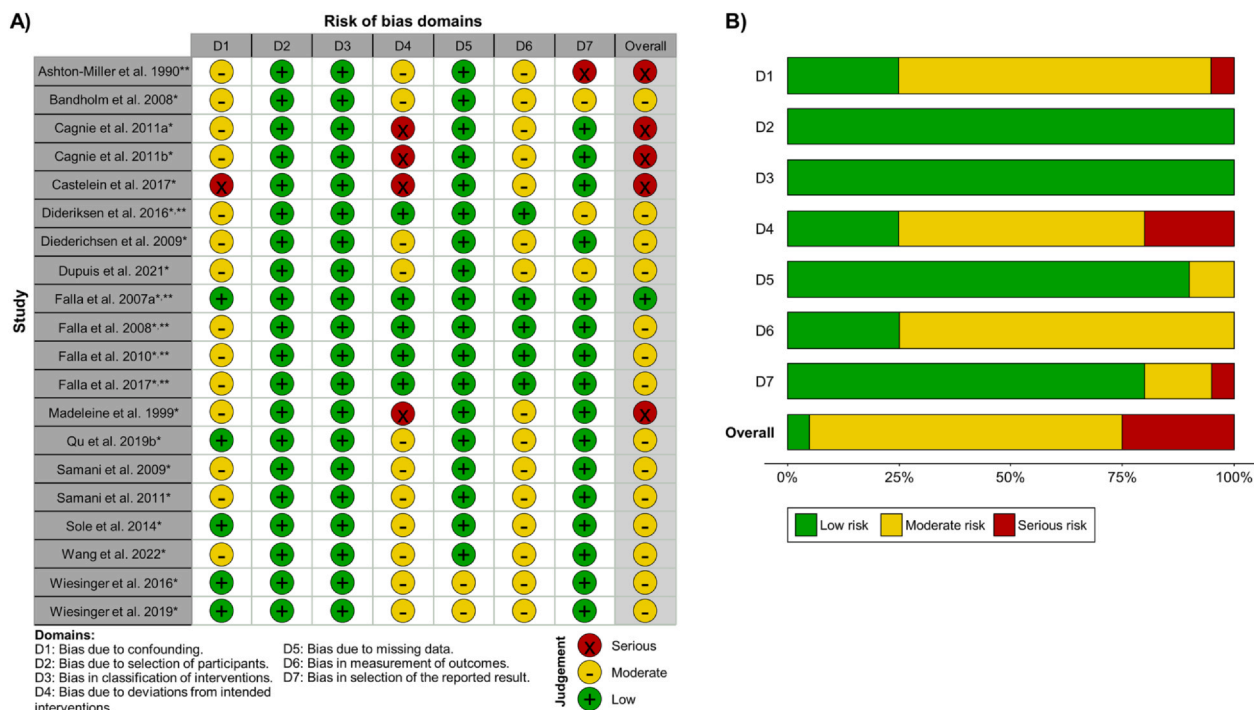 A)
Risk of bias domains
D1 D2 D3 D4 D5 D6 D7 Overall
Study
Ashton-Miller et al. 1990** - + + - + - X X
Bandholm et al. 2008* - + + - + - - -
Cagnie et al. 2011a* - + + X + - + X
Cagnie et al. 2011b* - + + X + - + X
Castelein et al. 2017* X + + X + - + X
Dideriksen et al. 2016*,** - + + + + + - -
Diederichsen et al. 2009* - + + - + - + -
Dupuis et al. 2021* - + + - + - - -
Falla et al. 2007a*,** + + + + + + + +
Falla et al. 2008*,** - + + + + + + -
Falla et al. 2010*,** - + + + + + + -
Falla et al. 2017*,** - + + + + + + -
Madeleine et al. 1999* - + + X + - + X
Qu et al. 2019b* + + + - + - + -
Samani et al. 2009* - + + - + - + -
Samani et al. 2011* - + + - + - + -
Sole et al. 2014* + + + - + - + -
Wang et al. 2022* - + + - + - + -
Wiesinger et al. 2016* + + + - - - + -
Wiesinger et al. 2019* + + + - - - + -
Domains:
D1: Bias due to confounding.
D2: Bias due to selection of participants.
D3: Bias in classification of interventions.
D4: Bias due to deviations from intended
interventions.
D5: Bias due to missing data.
D6: Bias in measurement of outcomes.
D7: Bias in selection of the reported result.
Judgement
X Serious
- Moderate
+ Low
B)
D1
D2
D3
D4
D5
D6
D7
Overall
0% 25% 50% 75% 100%
Low risk Moderate risk Serious risk